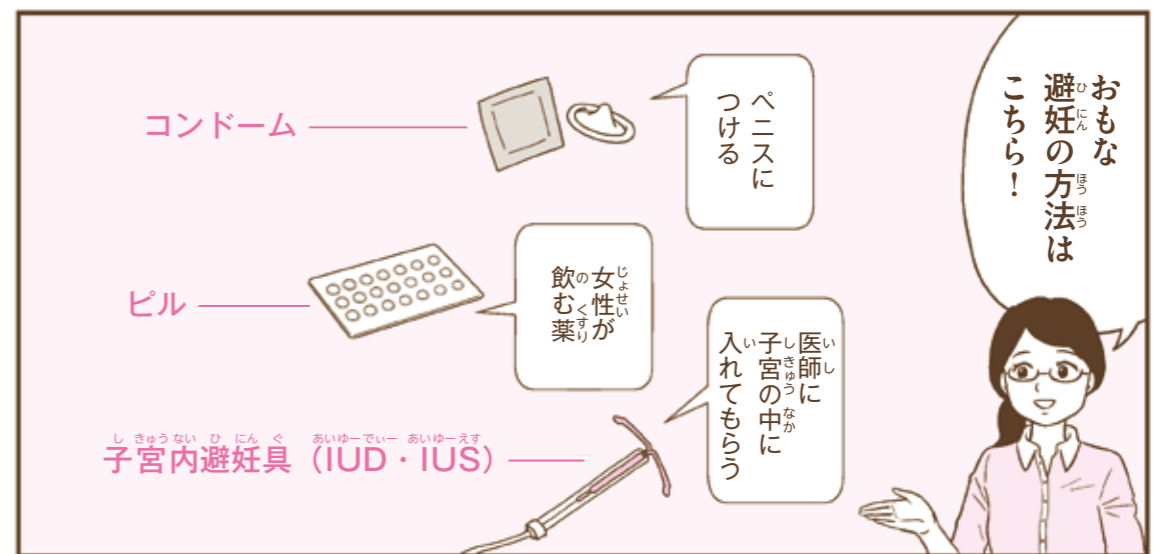 おもな
避妊の方法は
こちら！
コンドーム
ペニスに
つける
ピル
女性が
飲む薬
子宮内避妊具（IUD・IUS）
医師に
子宮の中に
入れてもらう